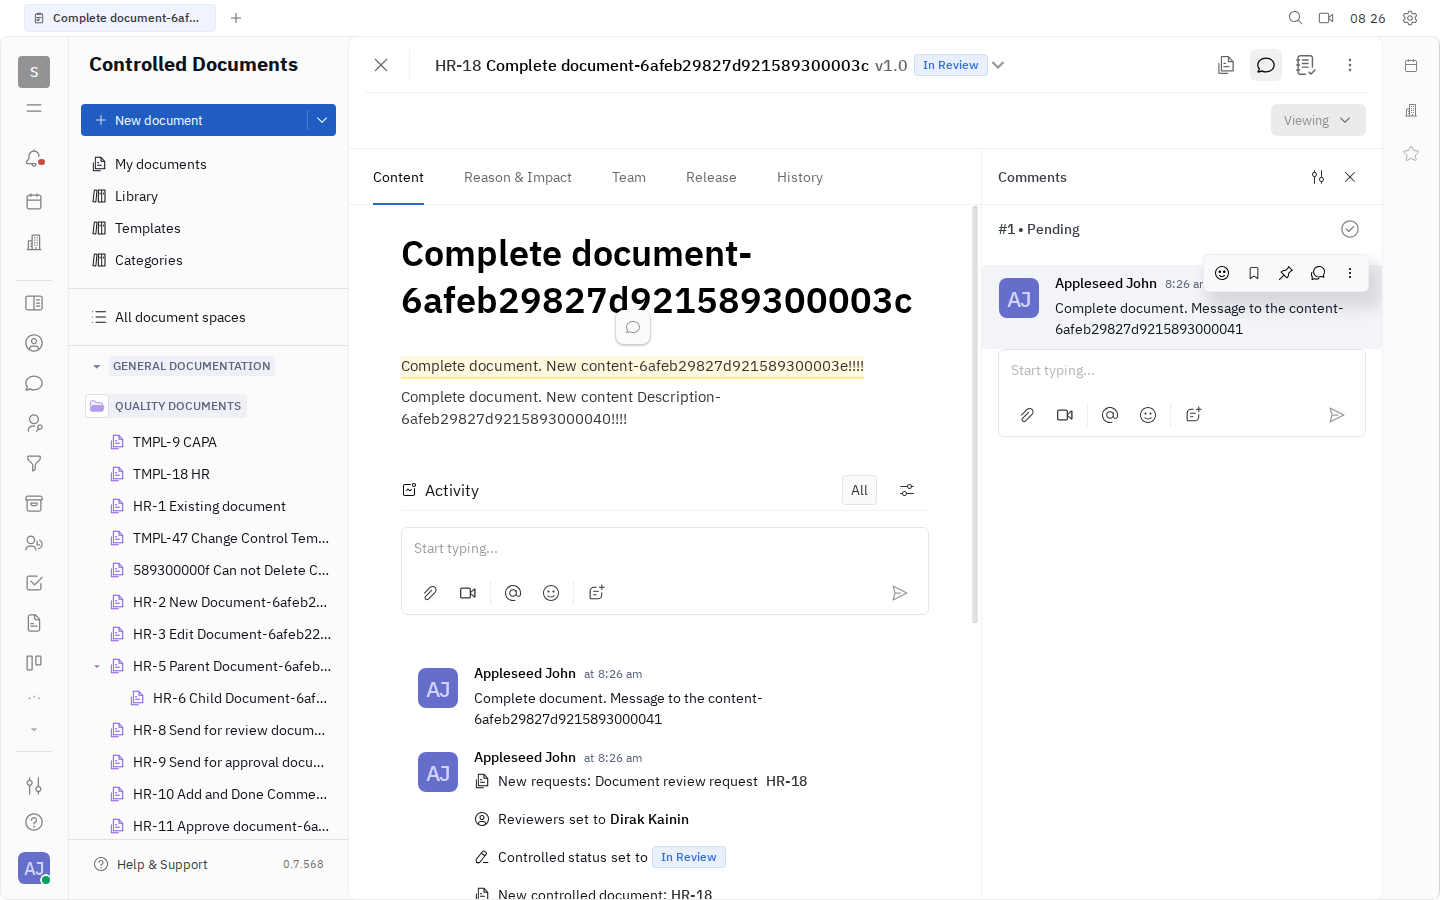 Complete document-6af...
08 26
S
Controlled Documents
New document
My documents
Library
Templates
Categories
All document spaces
GENERAL DOCUMENTATION
QUALITY DOCUMENTS
TMPL-9 CAPA
TMPL-18 HR
HR-1 Existing document
TMPL-47 Change Control Tem...
589300000f Can not Delete C...
HR-2 New Document-6afeb2...
HR-3 Edit Document-6afeb22...
HR-5 Parent Document-6afeb...
HR-6 Child Document-6af...
HR-8 Send for review docum...
HR-9 Send for approval docu...
HR-10 Add and Done Comme...
HR-11 Approve document-6a...
Help & Support 0.7.568
AJ
HR-18 Complete document-6afeb29827d921589300003c v1.0 In Review
Viewing
Content Reason & Impact Team Release History
Complete document-
6afeb29827d921589300003c
Complete document. New content-6afeb29827d921589300003e!!!!
Complete document. New content Description-
6afeb29827d9215893000040!!!!
Activity All
Start typing...
AJ
Appleseed John at 8:26 am
Complete document. Message to the content-
6afeb29827d9215893000041
AJ
Appleseed John at 8:26 am
New requests: Document review request HR-18
Reviewers set to Dirak Kainin
Controlled status set to In Review
New controlled document: HR-18
Comments
#1 • Pending
AJ
Appleseed John 8:26 am
Complete document. Message to the content-
6afeb29827d9215893000041
Start typing...